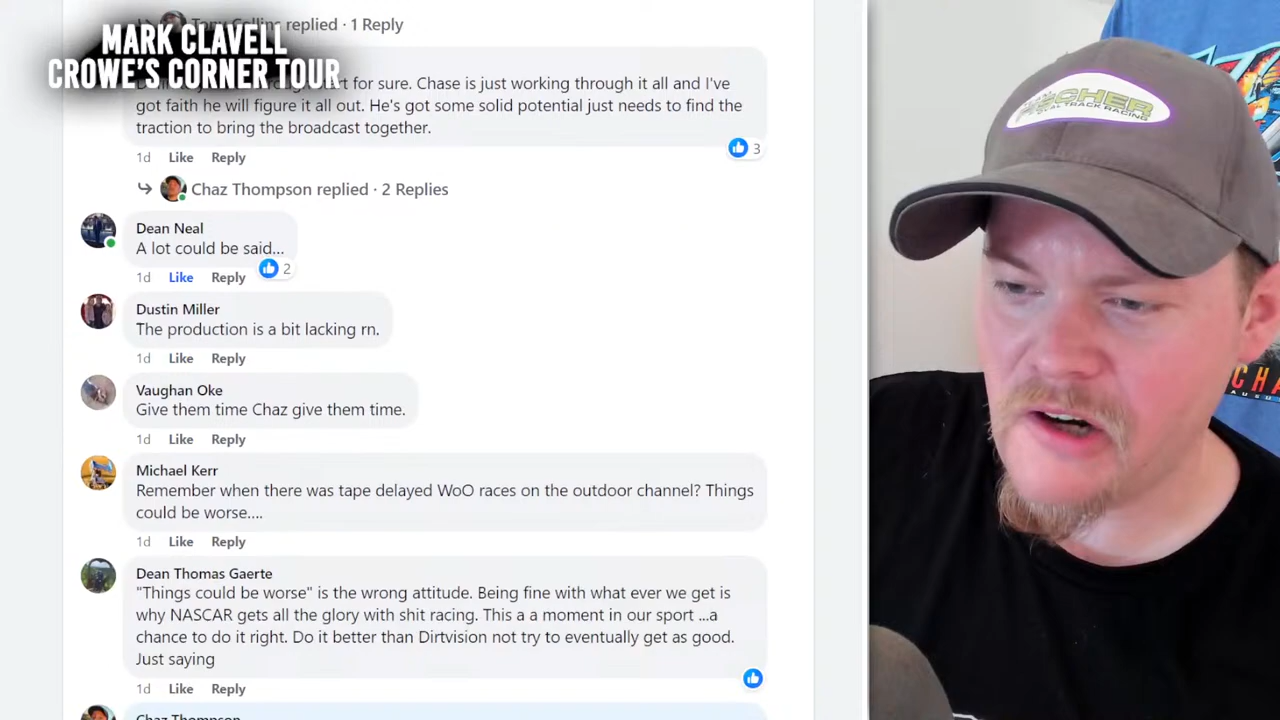 MARK CLAVELL
CROWE'S CORNER TOUR
Tony Collins replied · 1 Reply
for sure. Chase is just working through it all and I've
got faith he will figure it all out. He's got some solid potential just needs to find the
traction to bring the broadcast together.
1d Like Reply
3
Chaz Thompson replied · 2 Replies
Dean Neal
A lot could be said...
1d Like Reply
2
Dustin Miller
The production is a bit lacking rn.
1d Like Reply
Vaughan Oke
Give them time Chaz give them time.
1d Like Reply
Michael Kerr
Remember when there was tape delayed WoO races on the outdoor channel? Things
could be worse....
1d Like Reply
Dean Thomas Gaerte
"Things could be worse" is the wrong attitude. Being fine with what ever we get is
why NASCAR gets all the glory with shit racing. This a a moment in our sport ...a
chance to do it right. Do it better than Dirtvision not try to eventually get as good.
Just saying
1d Like Reply
Chaz Thompson
TRACK RACING
CHA